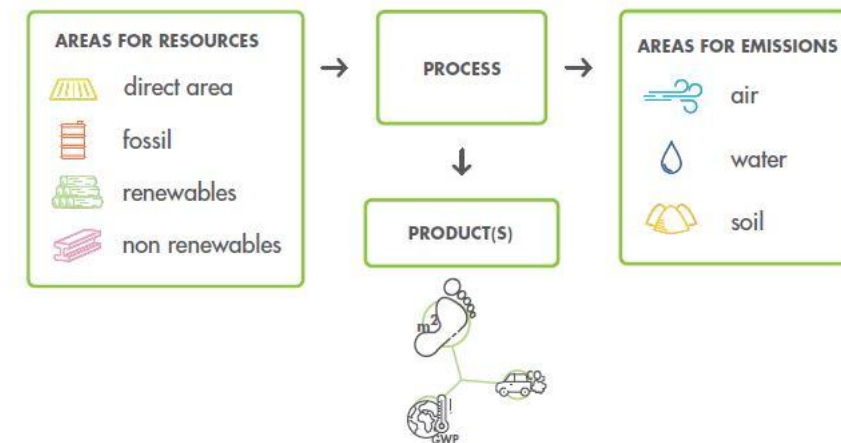 AREAS FOR RESOURCES
direct area
fossil
renewables
non renewables
PROCESS
PRODUCT(S)
m²
CO₂
GWP
AREAS FOR EMISSIONS
air
water
soil